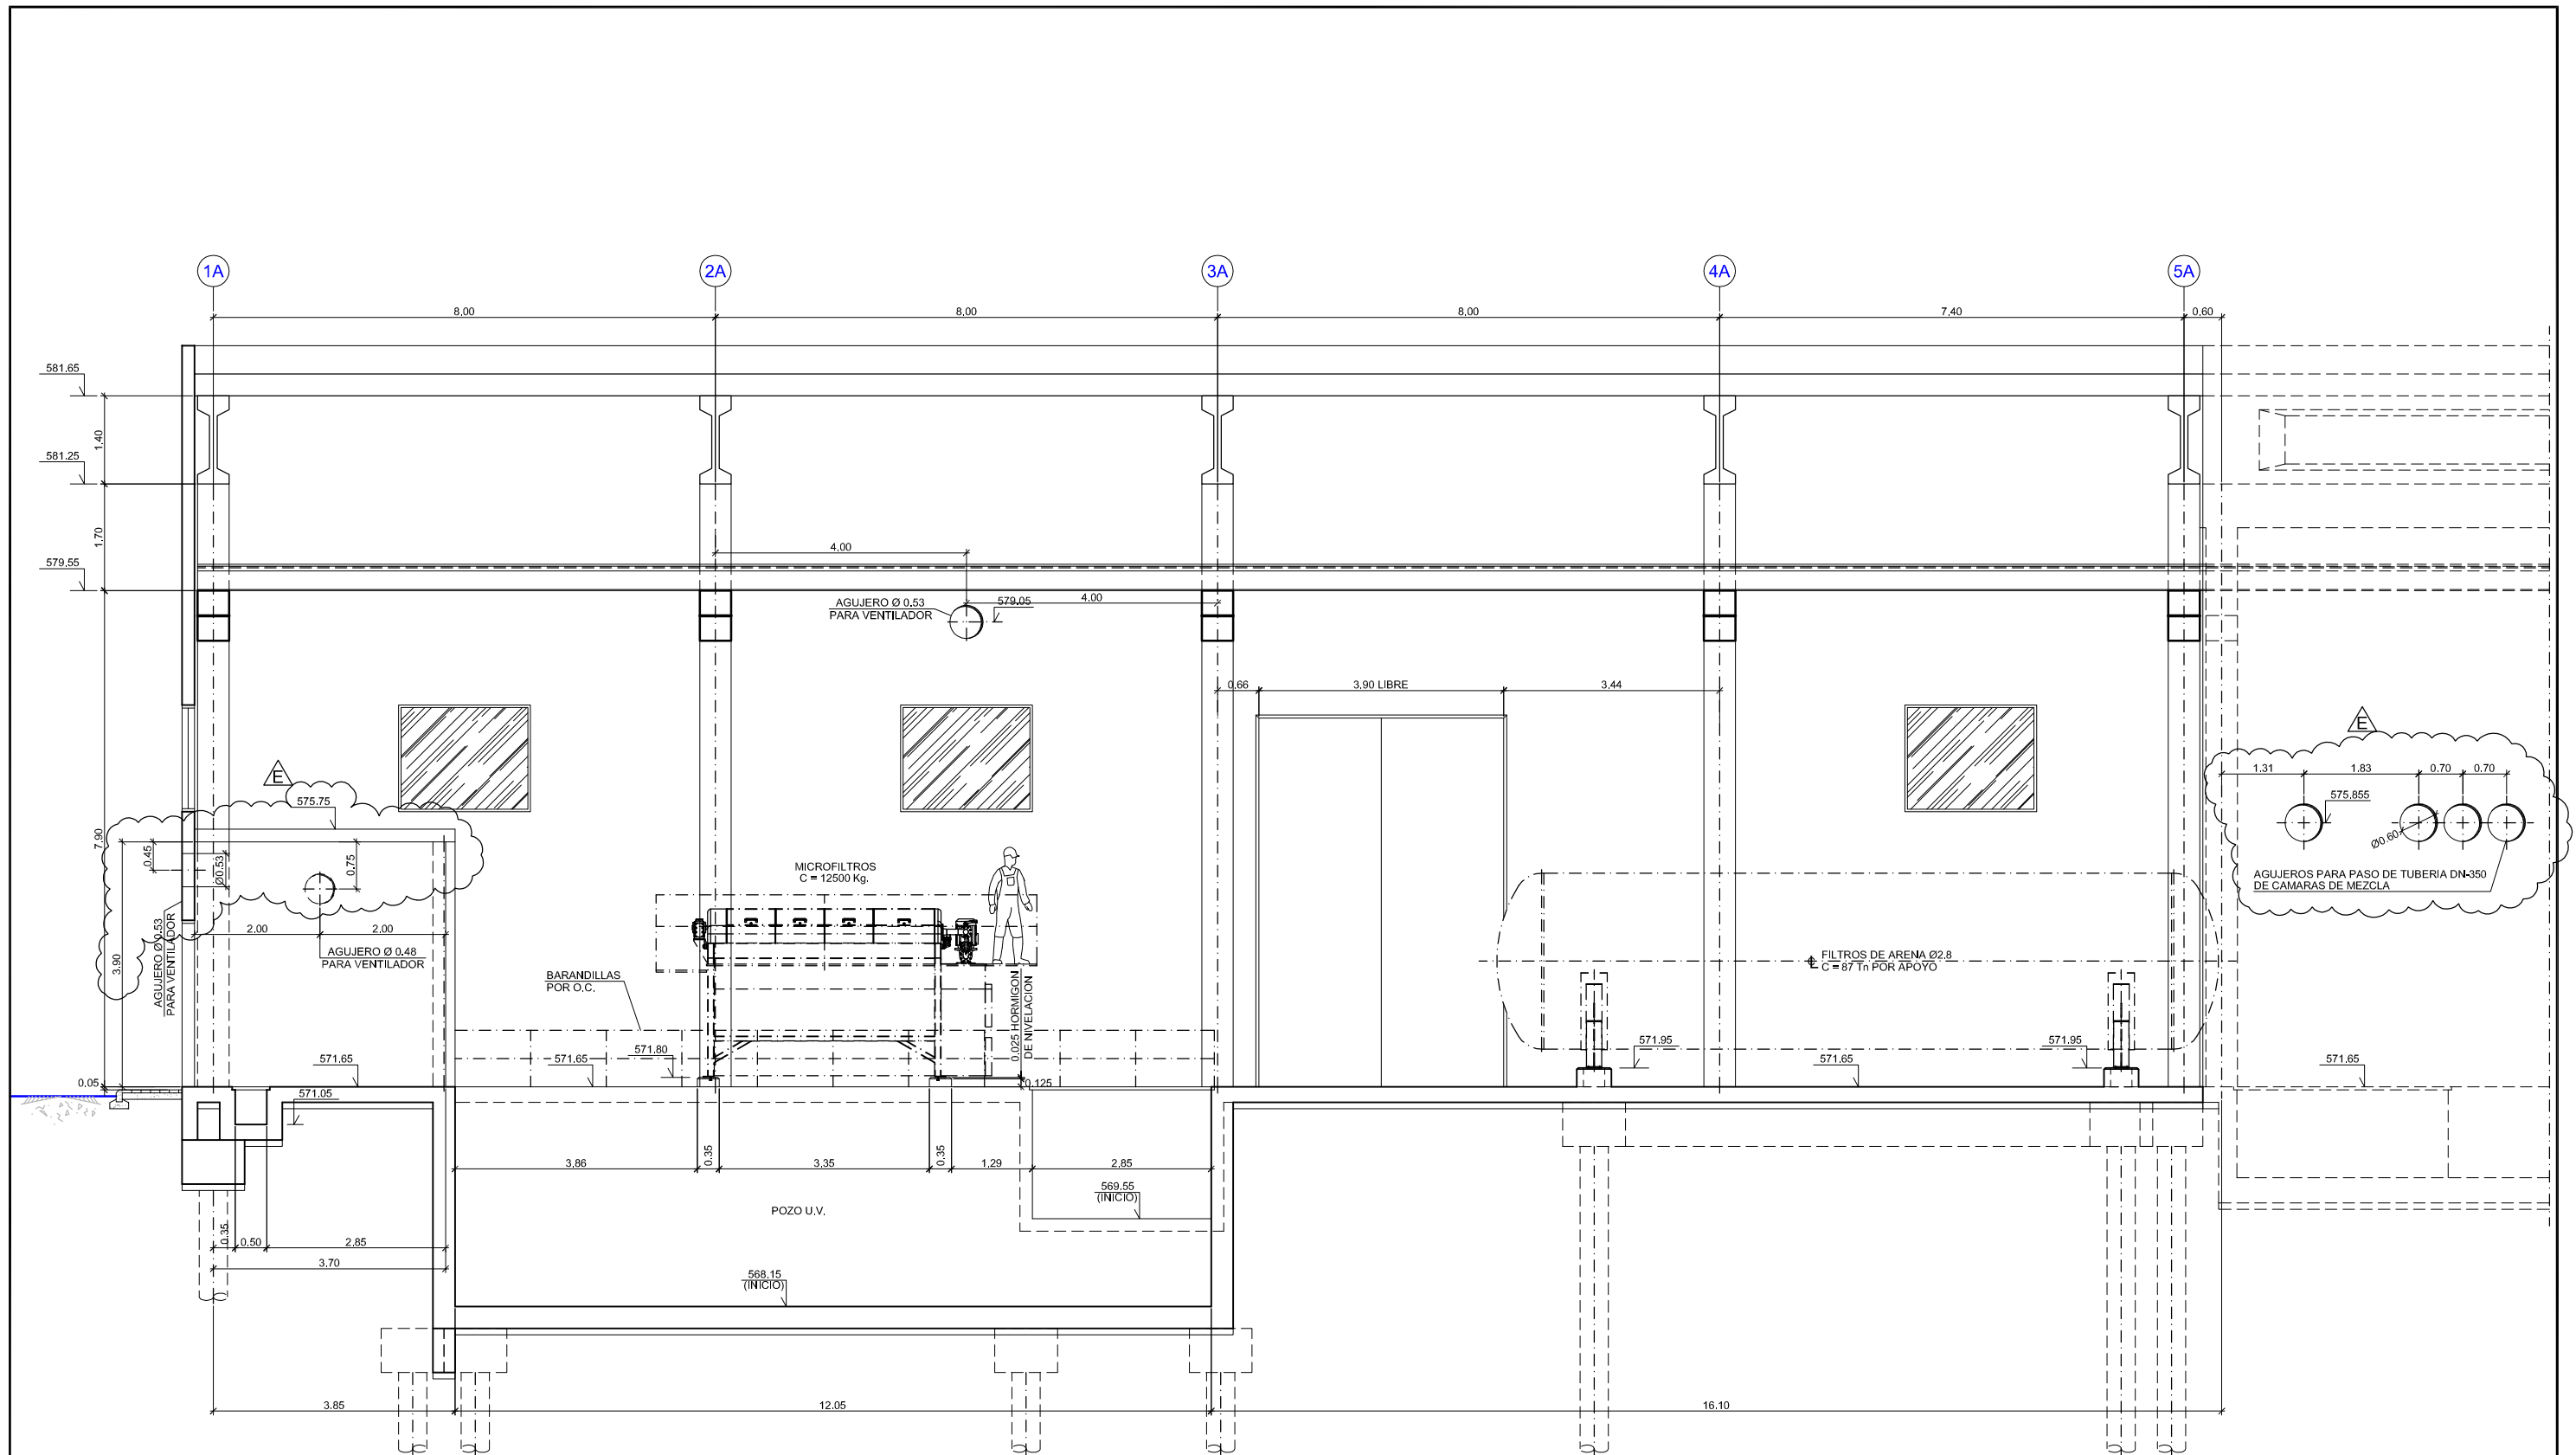 1A
2A
3A
4A
5A
8,00
8,00
8,00
7,40
0,60
581.65
1,40
581.25
1,70
579,55
4,00
AGUJERO Ø 0.53
PARA VENTILADOR
579.05
4.00
0,66
3,90 LIBRE
3,44
E
E
575.75
1.31
1.83
0.70
0.70
575,855
Ø0.60
AGUJEROS PARA PASO DE TUBERIA DN-350
DE CAMARAS DE MEZCLA
7,90
0.45
Ø0.53
0,75
MICROFILTROS
C = 12500 Kg.
2,00
2,00
AGUJERO Ø 0.48
PARA VENTILADOR
AGUJERO Ø 0.53
PARA VENTILADOR
3.90
BARANDILLAS
POR O.C.
FILTROS DE ARENA Ø2.8
C = 87 Tn POR APOYO
0.025 HORMIGON
DE NIVELACION
571.65
571.65
571.80
571.95
571.65
571.95
571.65
0,05
0,125
571.05
3,86
0.35
3,35
0.35
1,29
2,85
569.55
(INICIO)
POZO U.V.
0.35
0,50
2,85
3.70
568.15
(INICIO)
3.85
12.05
16.10